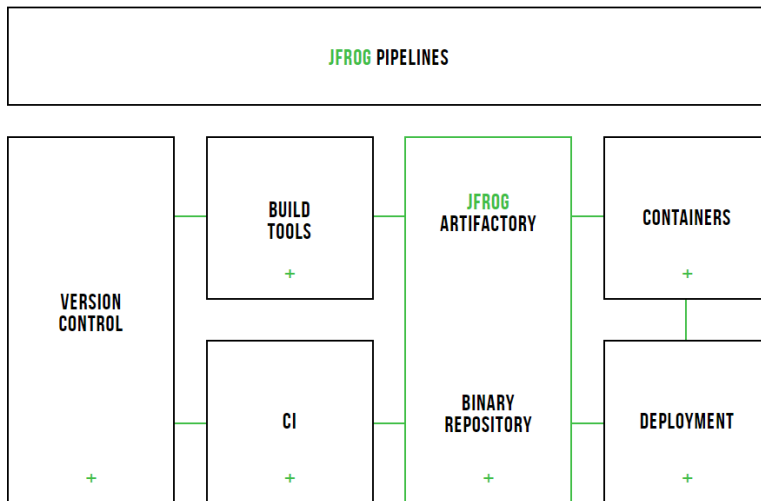 JFROG PIPELINES
VERSION
CONTROL
+
BUILD
TOOLS
+
CI
+
JFROG
ARTIFACTORY
BINARY
REPOSITORY
+
CONTAINERS
+
DEPLOYMENT
+